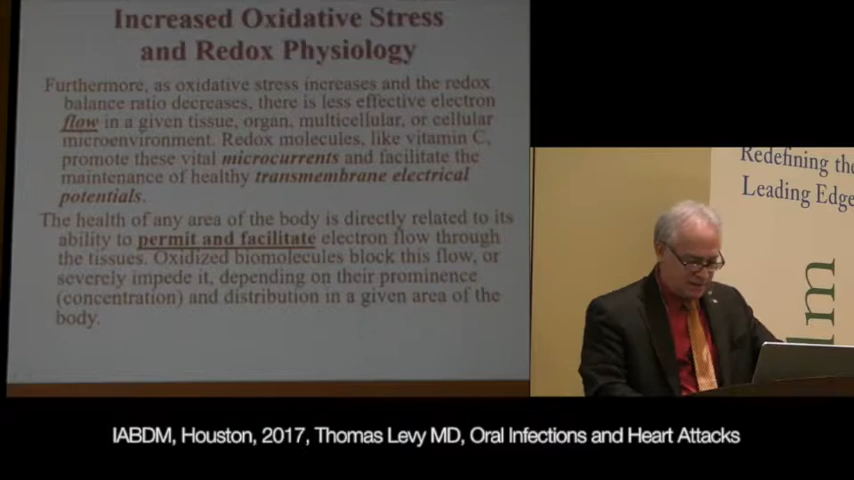 Increased Oxidative Stress
and Redox Physiology
Furthermore, as oxidative stress increases and the redox
balance ratio decreases, there is less effective electron
flow in a given tissue, organ, multicellular, or cellular
microenvironment. Redox molecules, like vitamin C,
promote these vital microcurrents and facilitate the
maintenance of healthy transmembrane electrical
potentials.
The health of any area of the body is directly related to its
ability to permit and facilitate electron flow through
the tissues. Oxidized biomolecules block this flow, or
severely impede it, depending on their prominence
(concentration) and distribution in a given area of the
body.
Redefining the
Leading Edge
dm
IABDM, Houston, 2017, Thomas Levy MD, Oral Infections and Heart Attacks